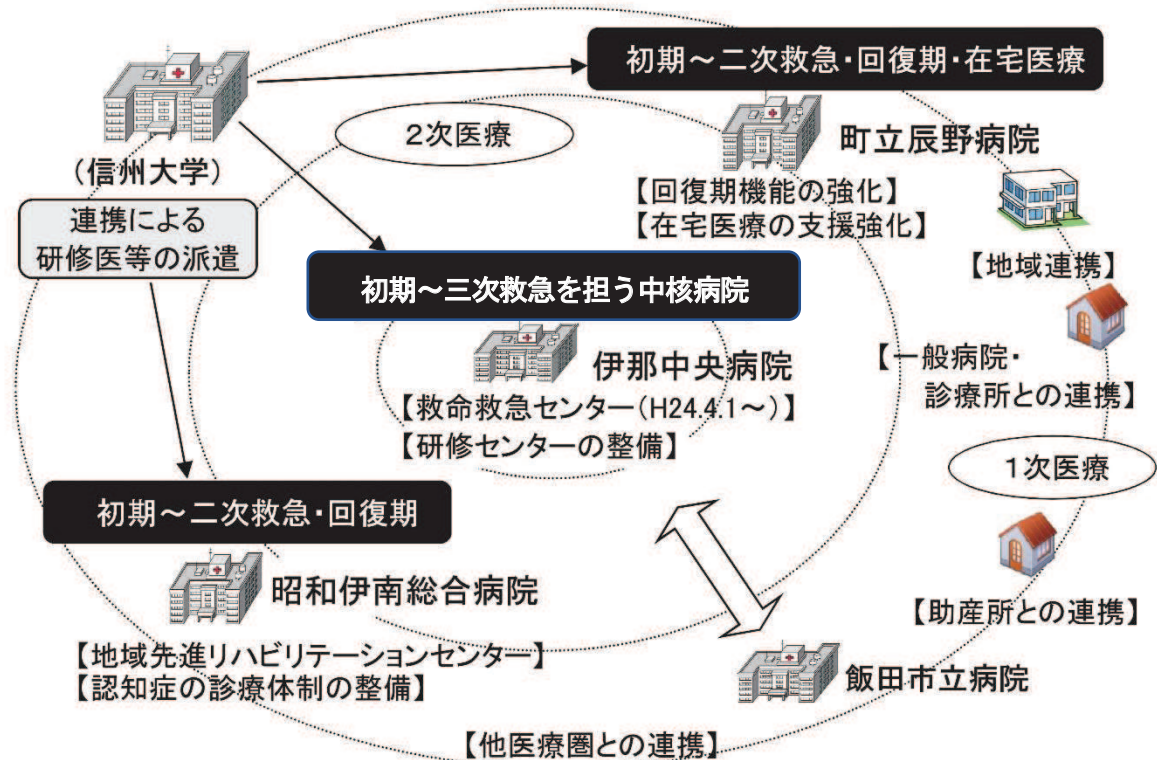 初期～二次救急・回復期・在宅医療
２次医療
町立辰野病院
(信州大学)
【回復期機能の強化】
【在宅医療の支援強化】
連携による
研修医等の派遣
【地域連携】
初期～三次救急を担う中核病院
伊那中央病院
【一般病院・
診療所との連携】
【救命救急センター(H24.4.1～)】
【研修センターの整備】
１次医療
初期～二次救急・回復期
昭和伊南総合病院
【助産所との連携】
【地域先進リハビリテーションセンター】
【認知症の診療体制の整備】
飯田市立病院
【他医療圏との連携】